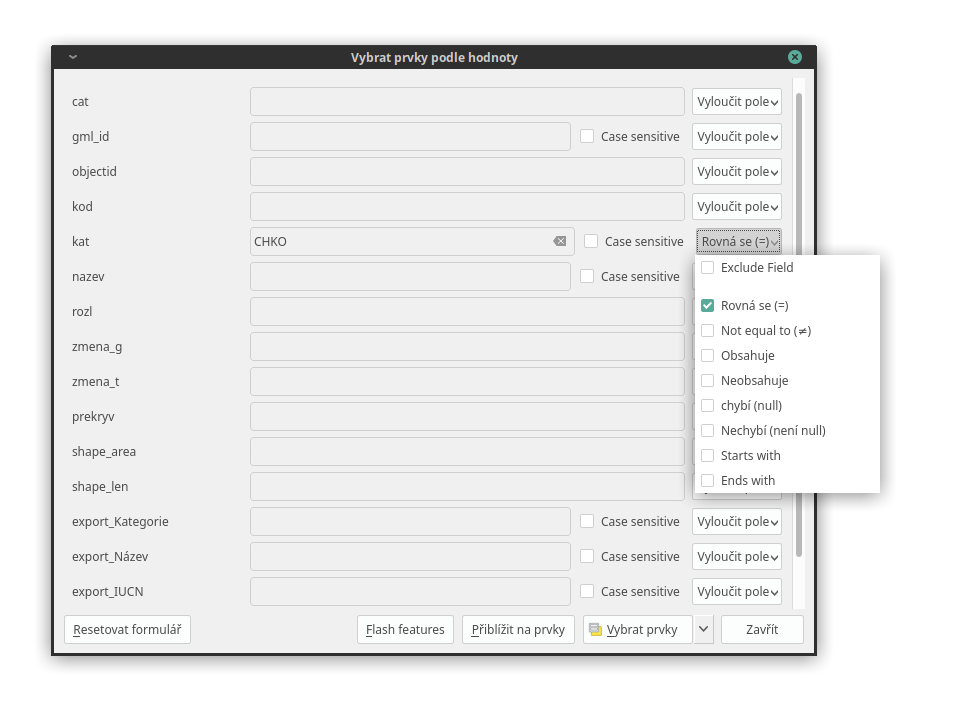 Vybrat prvky podle hodnoty
cat Vyloučit pole
gml_id Case sensitive Vyloučit pole
objectid Vyloučit pole
kod Vyloučit pole
kat CHKO Case sensitive Rovná se (=)
Exclude Field
nazev Case sensitive
Rovná se (=)
rozl
Not equal to (≠)
zmena_g
Obsahuje
zmena_t
Neobsahuje
chybí (null)
prekryv
Nechybí (není null)
shape_area
Starts with
shape_len
Ends with
export_Kategorie Case sensitive Vyloučit pole
export_Název Case sensitive Vyloučit pole
export_IUCN Case sensitive Vyloučit pole
Resetovat formulář Flash features Přiblížit na prvky Vybrat prvky Zavřít